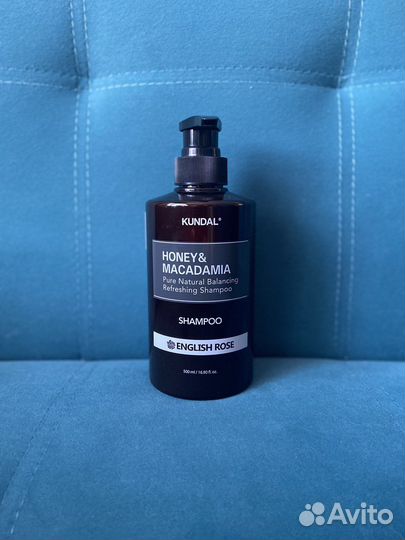 KUNDAL®
HONEY&
MACADAMIA
Pure Natural Balancing
Refreshing Shampoo
SHAMPOO
ENGLISH ROSE
500 ml / 16.90 fl. oz.
Avito